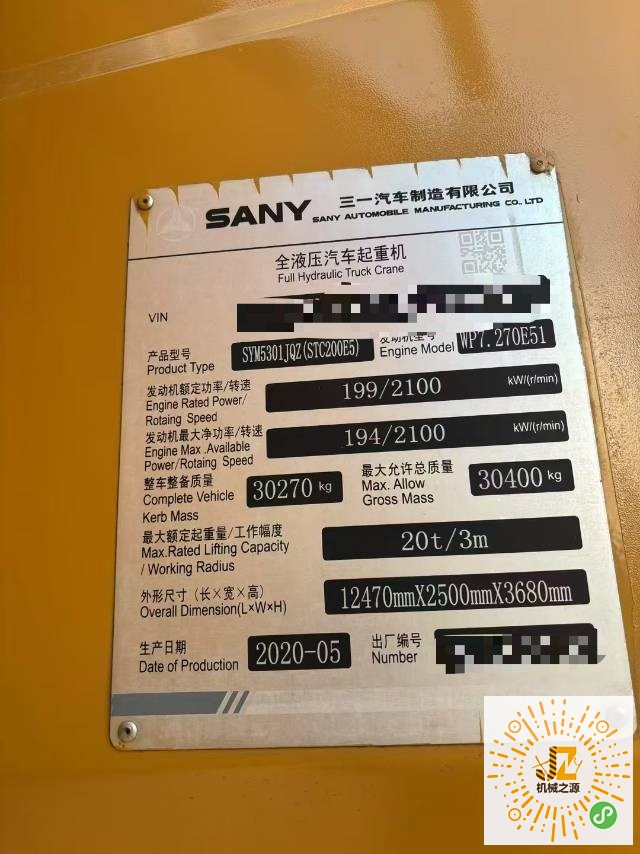 SANY 三一汽车制造有限公司
SANY AUTOMOBILE MANUFACTURING CO., LTD
全液压汽车起重机
Full Hydraulic Truck Crane
VIN
产品型号 SYM5301JQZ(STC200E5) 发动机型号 WP7.270E51
Product Type Engine Model
发动机额定功率/转速 199/2100 kW/(r/min)
Engine Rated Power/
Rotaing Speed
发动机最大净功率/转速 194/2100 kW/(r/min)
Engine Max .Available
Power/Rotaing Speed
整车整备质量 30270 kg 最大允许总质量 30400 kg
Complete Vehicle Max. Allow
Kerb Mass Gross Mass
最大额定起重量/工作幅度 20t/3m
Max.Rated Lifting Capacity
/ Working Radius
外形尺寸（长×宽×高） 12470mmX2500mmX3680mm
Overall Dimension(L×W×H)
生产日期 2020-05 出厂编号
Date of Production Number
JZ
机械之源